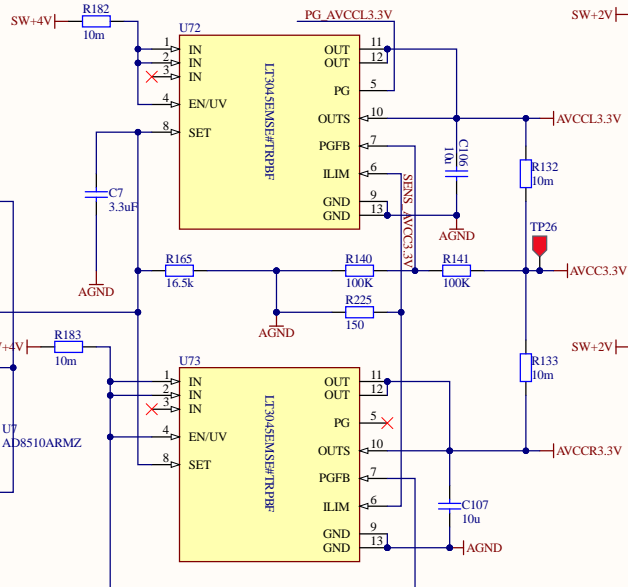 R182
U72
PG_AVCCL3.3V
SW+2V
SW+4V
10m
1 IN OUT 11
2 IN OUT 12
3 IN
PG 5
4 EN/UV
OUTS 10
AVCCL3.3V
8 SET
PGFB 7
C106
10u
ILIM 6
R132
10m
C7
3.3uF
GND 9
GND 13
LT3045EMSE#TRPBF
SENS_AVCC3.3V
AGND
TP26
R165
16.5k
R140
100K
R141
100K
AVCC3.3V
AGND
R225
150
AGND
+4V
R183
10m
U73
SW+2V
R133
10m
1 IN OUT 11
2 IN OUT 12
3 IN
PG 5
U7
AD8510ARMZ
4 EN/UV
OUTS 10
AVCCR3.3V
8 SET
PGFB 7
ILIM 6
C107
10u
LT3045EMSE#TRPBF
GND 9
GND 13
AGND